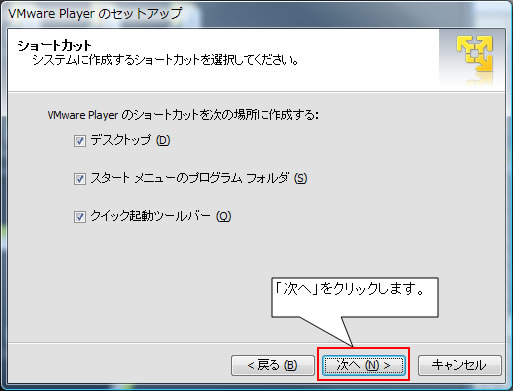 VMware Player のセットアップ
ショートカット
システムに作成するショートカットを選択してください。
VMware Player のショートカットを次の場所に作成する:
デスクトップ (D)
スタート メニューのプログラム フォルダ (S)
クイック起動ツールバー (Q)
「次へ」をクリックします。
< 戻る (B)
次へ (N) >
キャンセル